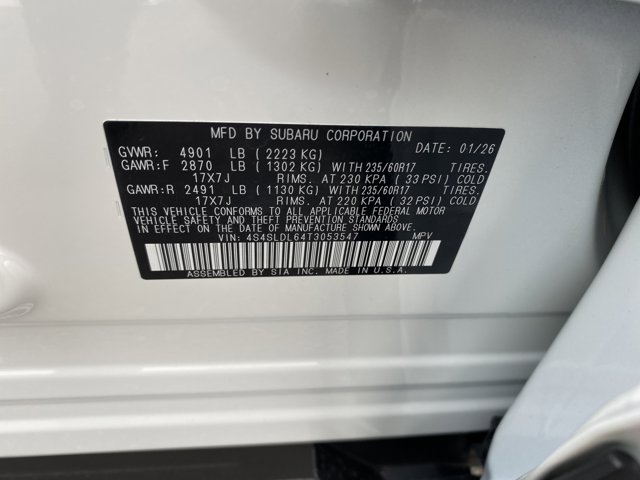 MFD BY SUBARU CORPORATION
GVWR: 4901 LB (2223 KG) DATE: 01/26
GAWR:F 2870 LB (1302 KG) WITH 235/60R17 TIRES.
17X7J RIMS. AT 230 KPA (33 PSI) COLD
GAWR:R 2491 LB (1130 KG) WITH 235/60R17 TIRES.
17X7J RIMS. AT 220 KPA (32 PSI) COLD
THIS VEHICLE CONFORMS TO ALL APPLICABLE FEDERAL MOTOR
VEHICLE SAFETY, BUMPER, AND THEFT PREVENTION STANDARDS
IN EFFECT ON THE DATE OF MANUFACTURE SHOWN ABOVE.
VIN: 4S4SLDL64T3053547 MPV
ASSEMBLED BY SIA INC. MADE IN U.S.A.